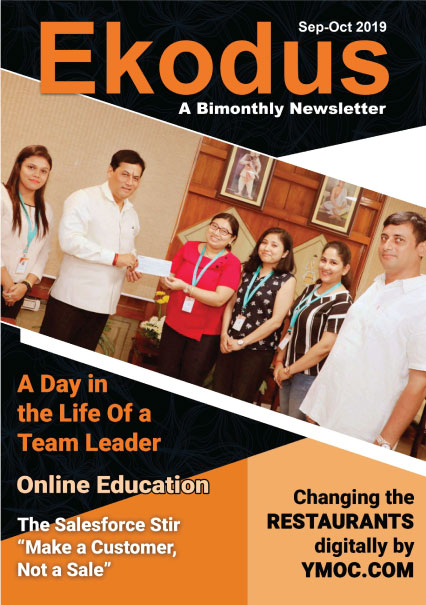 Sep-Oct 2019
Ekodus
A Bimonthly Newsletter
A Day in
the Life Of a
Team Leader
Online Education
The Salesforce Stir
“Make a Customer,
Not a Sale”
Changing the
RESTAURANTS
digitally by
YMOC.COM